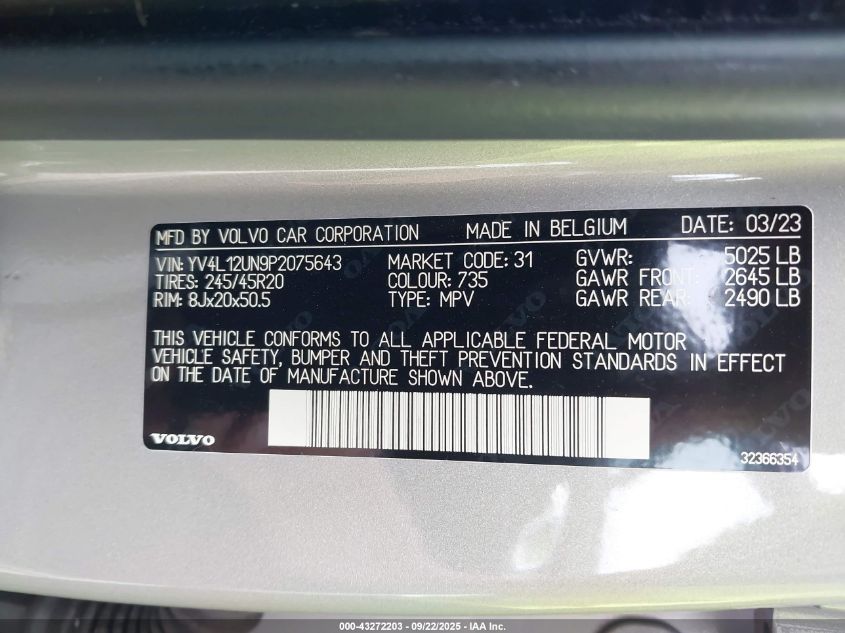 MFD BY VOLVO CAR CORPORATION MADE IN BELGIUM DATE: 03/23
VIN: YV4L12UN9P2075643 MARKET CODE: 31 GVWR: 5025 LB
TIRES: 245/45R20 COLOUR: 735 GAWR FRONT: 2645 LB
RIM: 8Jx20x50.5 TYPE: MPV GAWR REAR: 2490 LB
THIS VEHICLE CONFORMS TO ALL APPLICABLE FEDERAL MOTOR
VEHICLE SAFETY, BUMPER AND THEFT PREVENTION STANDARDS IN EFFECT
ON THE DATE OF MANUFACTURE SHOWN ABOVE.
VOLVO
32366354
000-43272203 - 09/22/2025 - IAA Inc.